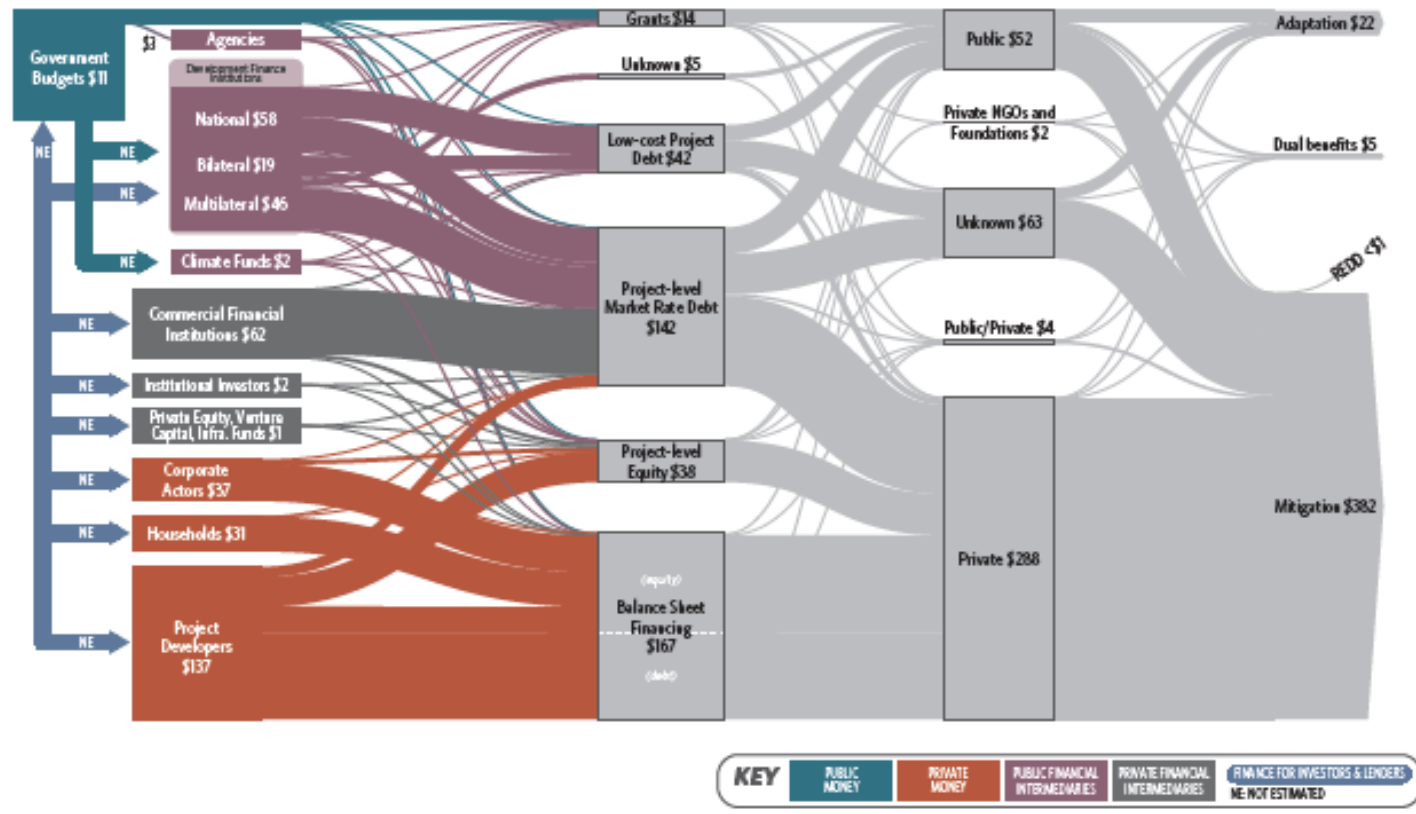 Government
Budgets $11
$3
Agencies
Development Finance
Institutions
National $58
Bilateral $19
Multilateral $46
Climate Funds $2
Commercial Financial
Institutions $62
Institutional Investors $2
Private Equity, Venture
Capital, Infra. Funds $1
Corporate
Actors $37
Households $31
Project
Developers
$137
NE
NE
NE
NE
NE
NE
NE
NE
NE
NE
Grants $14
Unknown $5
Low-cost Project
Debt $42
Project-level
Market Rate Debt
$142
Project-level
Equity $38
(equity)
Balance Sheet
Financing
$167
(debt)
Public $52
Private NGOs and
Foundations $2
Unknown $63
Public/Private $4
Private $288
Adaptation $22
Dual benefits $5
REDD <$1
Mitigation $382
KEY
PUBLIC
MONEY
PRIVATE
MONEY
PUBLIC FINANCIAL
INTERMEDIARIES
PRIVATE FINANCIAL
INTERMEDIARIES
FINANCE FOR INVESTORS & LENDERS
NE: NOT ESTIMATED